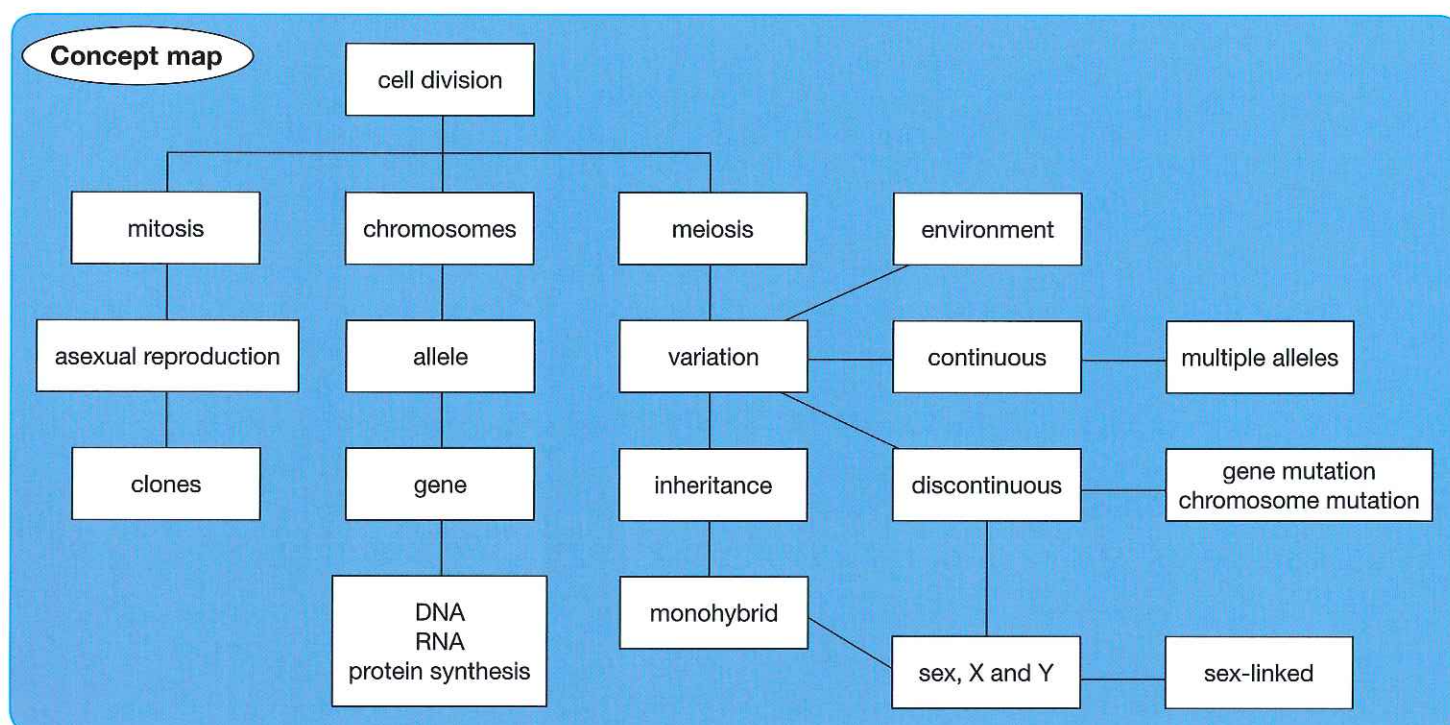 Concept map
cell division
mitosis
chromosomes
meiosis
environment
asexual reproduction
allele
variation
continuous
multiple alleles
clones
gene
inheritance
discontinuous
gene mutation
chromosome mutation
DNA
RNA
protein synthesis
monohybrid
sex, X and Y
sex-linked